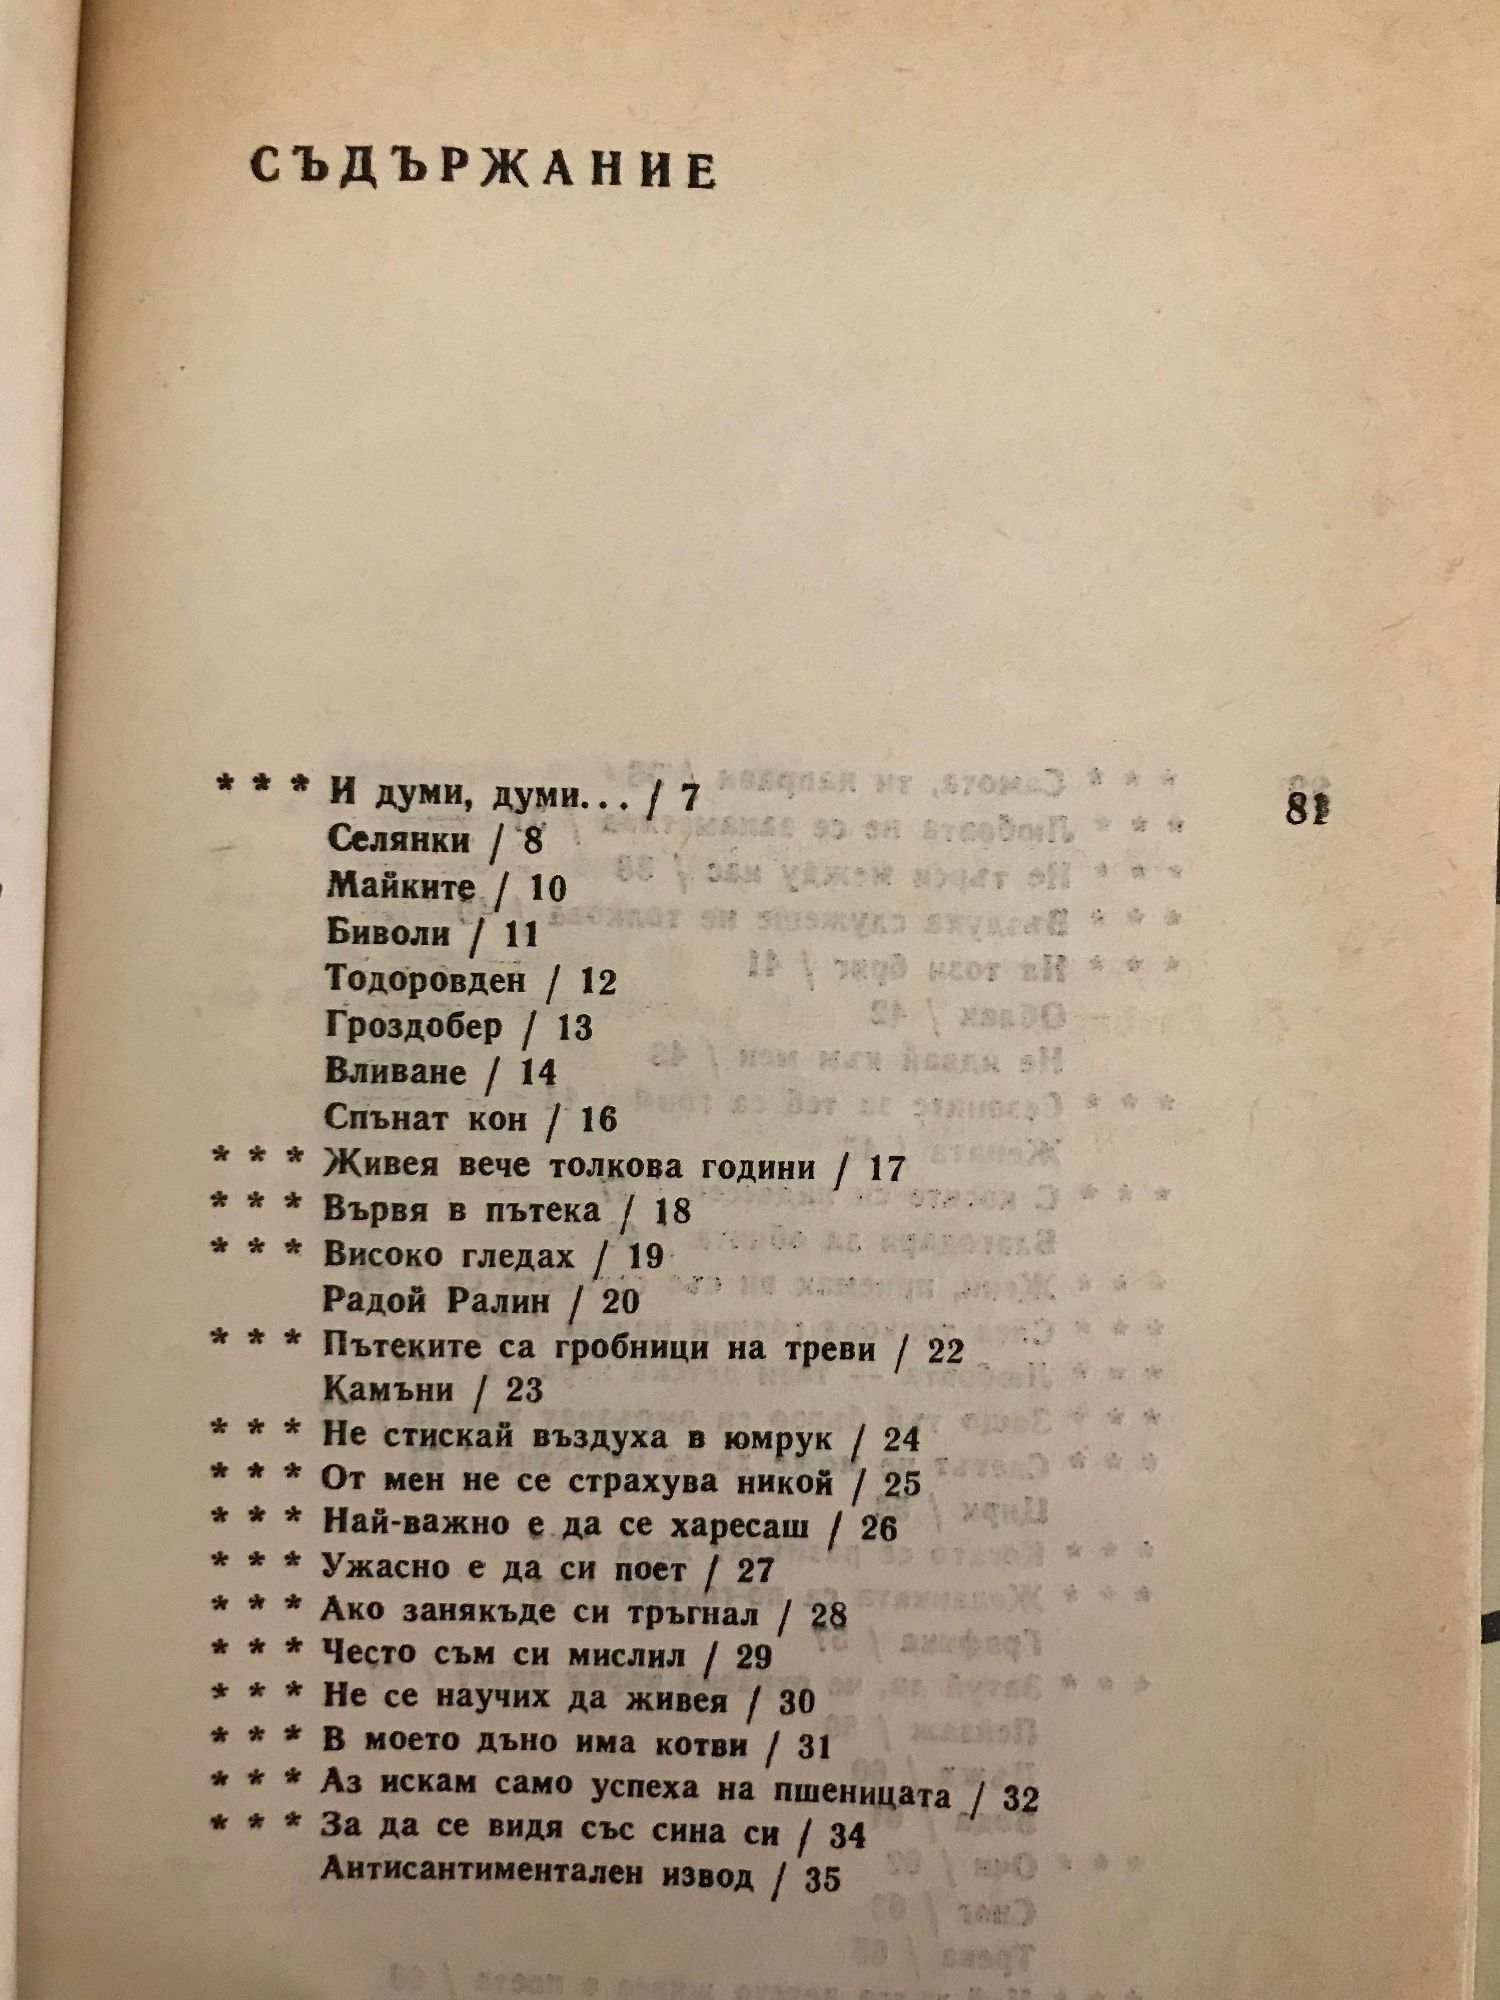 СЪДЪРЖАНИЕ
* * * И думи, думи... / 7
Селянки / 8
Майките / 10
Биволи / 11
Тодоровден / 12
Гроздобер / 13
Вливане / 14
Спънат кон / 16
* * * Живея вече толкова години / 17
* * * Вървя в пътека / 18
* * * Високо гледах / 19
Радой Ралин / 20
* * * Пътеките са гробници на треви / 22
Камъни / 23
* * * Не стискай въздуха в юмрук / 24
* * * От мен не се страхува никой / 25
* * * Най-важно е да се харесаш / 26
* * * Ужасно е да си поет / 27
* * * Ако занякъде си тръгнал / 28
* * * Често съм си мислил / 29
* * * Не се научих да живея / 30
* * * В моето дъно има котви / 31
* * * Аз искам само успеха на пшеницата / 32
* * * За да се видя със сина си / 34
Антисантиментален извод / 35
81